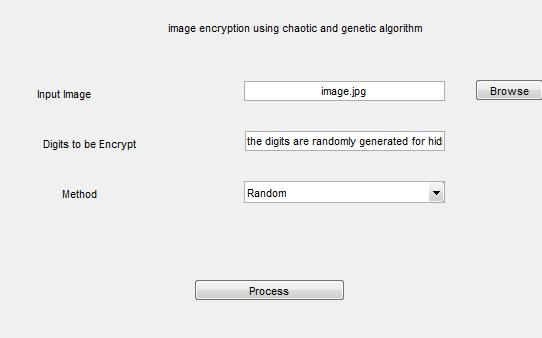 image encryption using chaotic and genetic algorithm
Input Image image.jpg Browse
Digits to be Encrypt the digits are randomly generated for hid
Method Random
Process